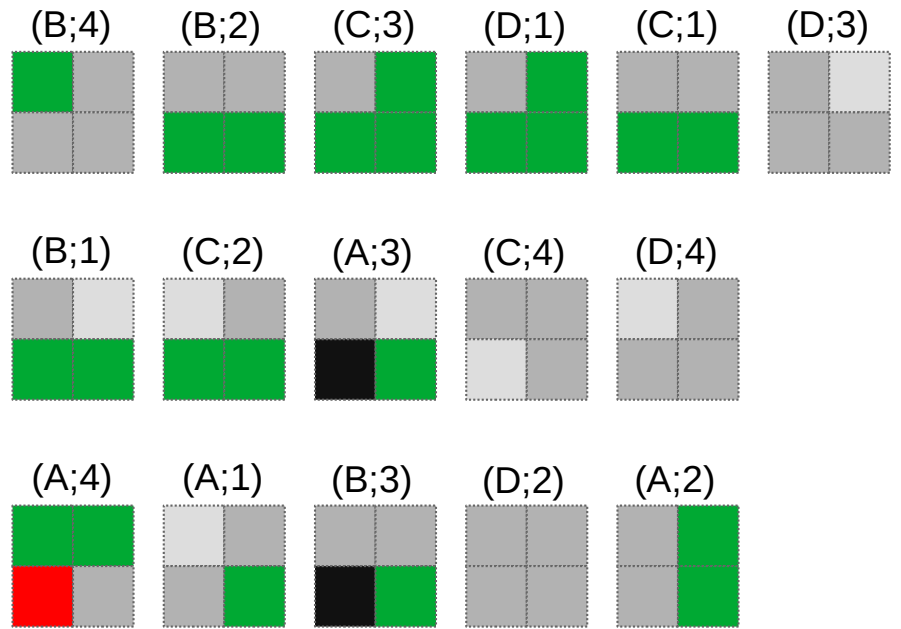 (B;4) (B;2) (C;3) (D;1) (C;1) (D;3)
(B;1) (C;2) (A;3) (C;4) (D;4)
(A;4) (A;1) (B;3) (D;2) (A;2)